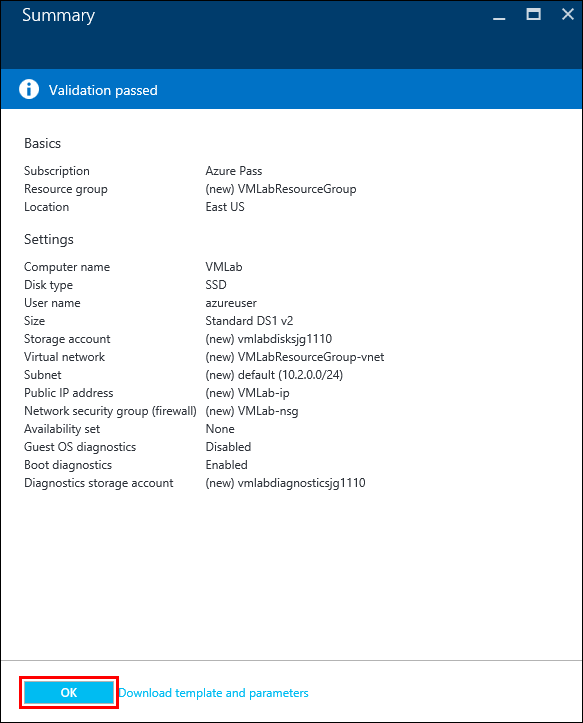 Summary
Validation passed
Basics
Subscription Azure Pass
Resource group (new) VMLabResourceGroup
Location East US
Settings
Computer name VMLab
Disk type SSD
User name azureuser
Size Standard DS1 v2
Storage account (new) vmlabdisksjg1110
Virtual network (new) VMLabResourceGroup-vnet
Subnet (new) default (10.2.0.0/24)
Public IP address (new) VMLab-ip
Network security group (firewall) (new) VMLab-nsg
Availability set None
Guest OS diagnostics Disabled
Boot diagnostics Enabled
Diagnostics storage account (new) vmlabdiagnosticsjg1110
OK Download template and parameters